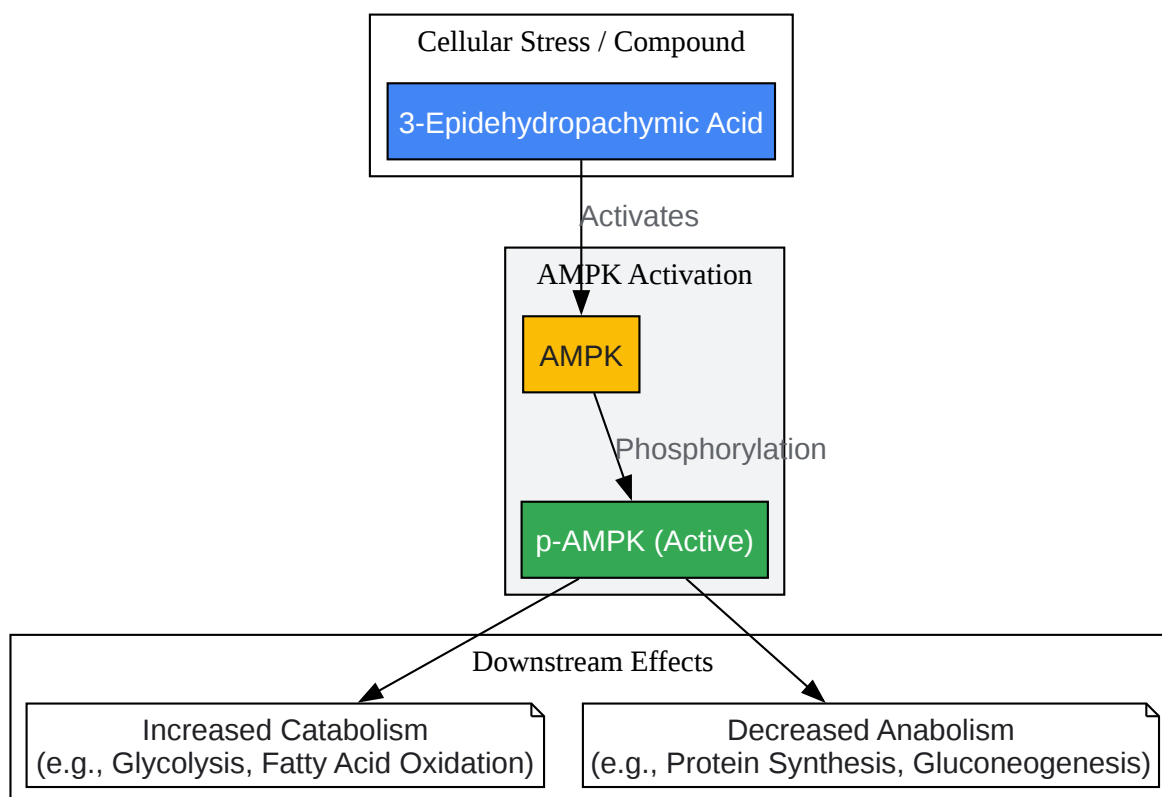 Cellular Stress / Compound
3-Epidehydropachymic Acid
Activates
AMPK Activation
AMPK
Phosphorylation
p-AMPK (Active)
Downstream Effects
Increased Catabolism
(e.g., Glycolysis, Fatty Acid Oxidation)
Decreased Anabolism
(e.g., Protein Synthesis, Gluconeogenesis)